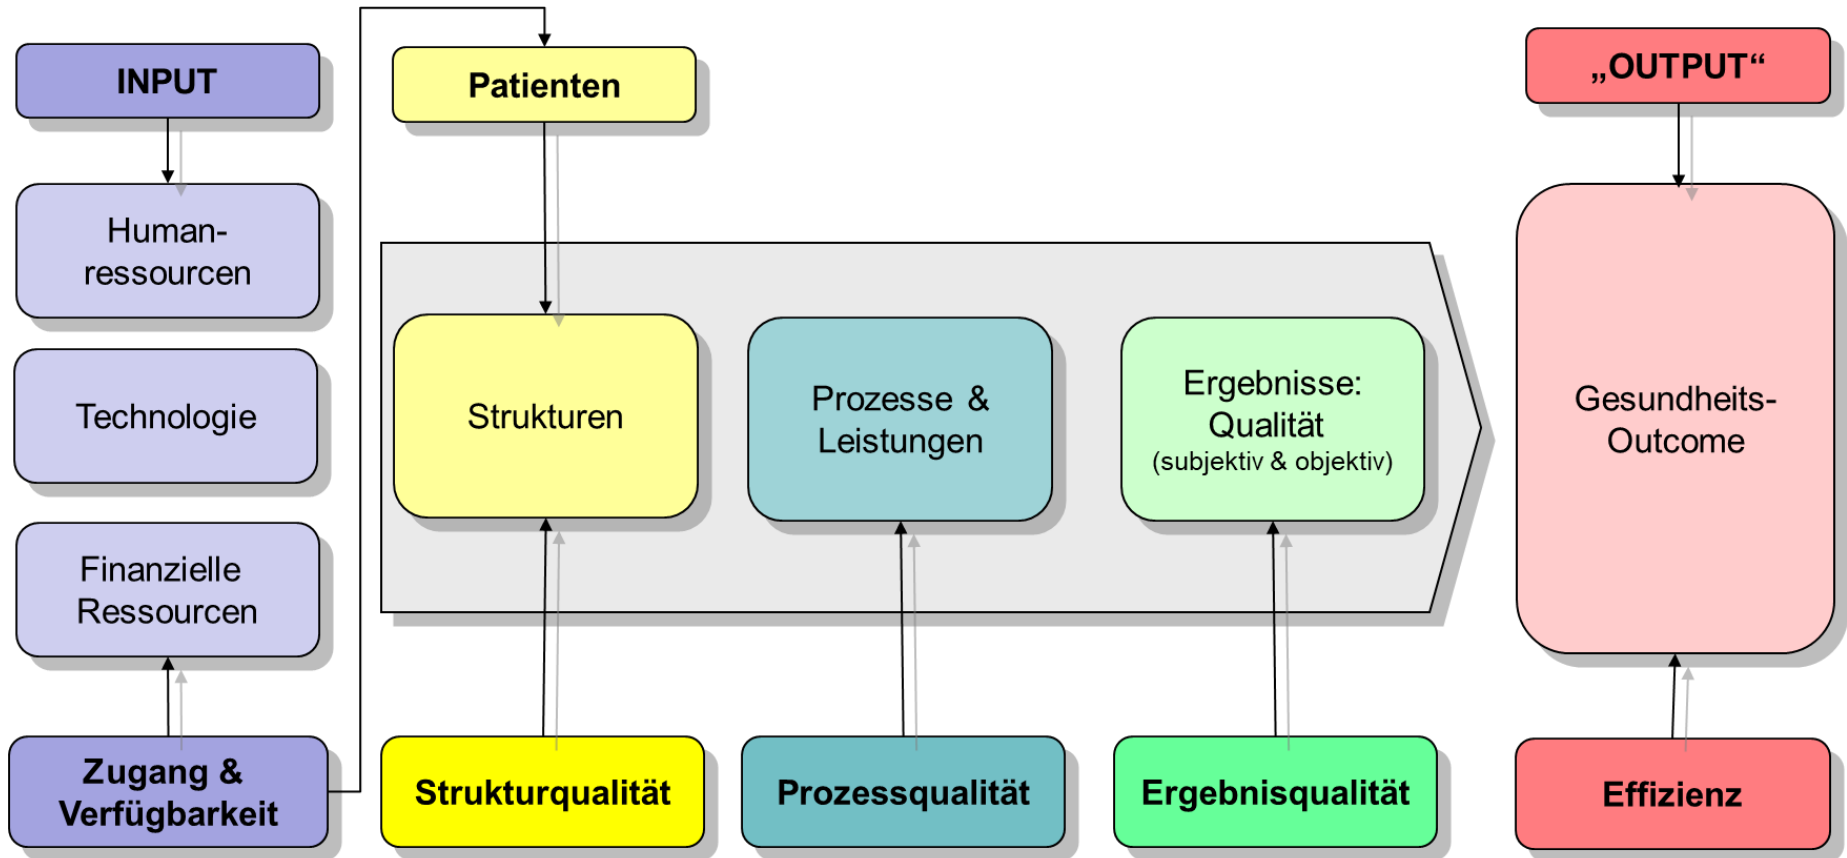 INPUT
Patienten
„OUTPUT“
Human-
ressourcen
Technologie
Finanzielle
Ressourcen
Strukturen
Prozesse &
Leistungen
Ergebnisse:
Qualität
(subjektiv & objektiv)
Gesundheits-
Outcome
Zugang &
Verfügbarkeit
Strukturqualität
Prozessqualität
Ergebnisqualität
Effizienz